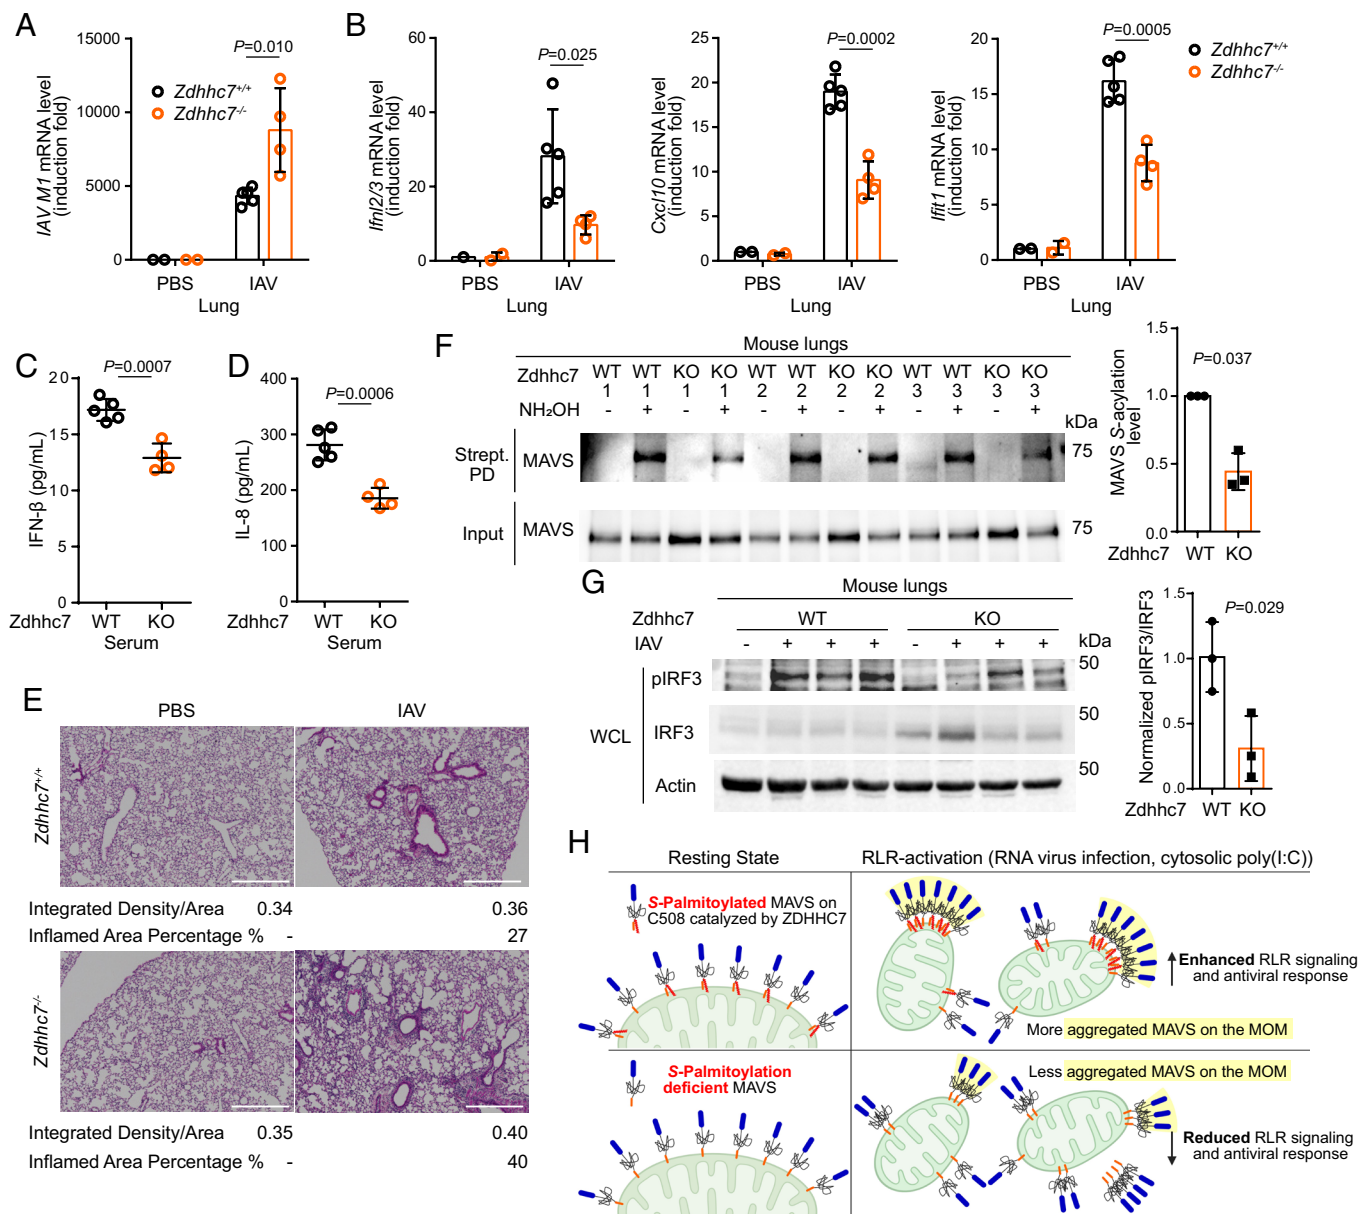 A
15000
10000
5000
0
IAV M1 mRNA level
(induction fold)
P=0.010
Zdhhc7+/+
Zdhhc7-/-
PBS
IAV
Lung
B
60
40
20
0
Ifnl2/3 mRNA level
(induction fold)
P=0.025
PBS
IAV
Lung
25
20
15
10
5
0
Cxcl10 mRNA level
(induction fold)
P=0.0002
PBS
IAV
Lung
20
15
10
5
0
Ifit1 mRNA level
(induction fold)
P=0.0005
PBS
IAV
Lung
Zdhhc7+/+
Zdhhc7-/-
C
P=0.0007
20
15
10
5
0
IFN-β (pg/mL)
Zdhhc7 WT KO
Serum
D
P=0.0006
400
300
200
100
0
IL-8 (pg/mL)
Zdhhc7 WT KO
Serum
E
PBS IAV
Zdhhc7+/+
Integrated Density/Area 0.34 0.36
Inflamed Area Percentage % - 27
Zdhhc7-/-
Integrated Density/Area 0.35 0.40
Inflamed Area Percentage % - 40
F
Mouse lungs
Zdhhc7 WT WT KO KO WT WT KO KO WT WT KO KO
1 1 1 1 2 2 2 2 3 3 3 3
NH₂OH - + - + - + - + - + - +
kDa
Strept.
PD
MAVS
75
Input
MAVS
75
1.5
1.0
0.5
0.0
MAVS S-acylation
level
P=0.037
Zdhhc7 WT KO
G
Mouse lungs
Zdhhc7 WT KO
IAV - + + + - + + +
kDa
WCL
pIRF3
50
IRF3
50
Actin
50
1.5
1.0
0.5
0.0
Normalized pIRF3/IRF3
P=0.029
Zdhhc7 WT KO
H
Resting State
RLR-activation (RNA virus infection, cytosolic poly(I:C))
S-Palmitoylated MAVS on
C508 catalyzed by ZDHHC7
Enhanced RLR signaling
and antiviral response
More aggregated MAVS on the MOM
S-Palmitoylation
deficient MAVS
Less aggregated MAVS on the MOM
Reduced RLR signaling
and antiviral response